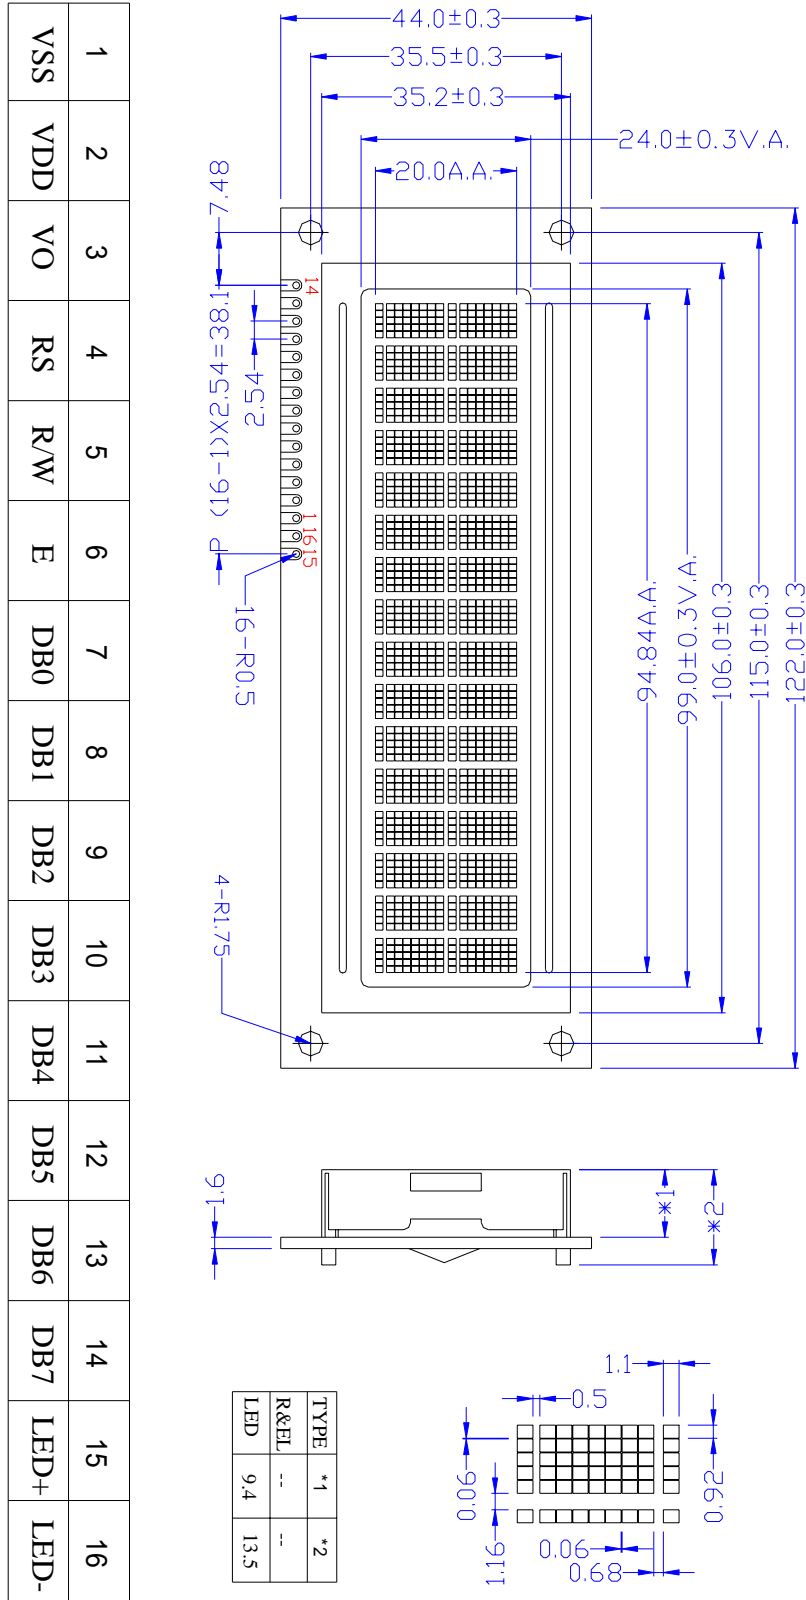 44.0±0.3
35.5±0.3
35.2±0.3
24.0±0.3V.A.
20.0A.A.
7.48
P (16-1)X2.54=38.1
2.54
14
1 16 15
16-R0.5
4-R1.75
94.84A.A.
99.0±0.3V.A.
106.0±0.3
115.0±0.3
122.0±0.3
1.6
*1
*2
1.1
0.5
0.92
0.06
1.16
0.06
0.68
TYPE *1 *2
R&EL -- --
LED 9.4 13.5
1 2 3 4 5 6 7 8 9 10 11 12 13 14 15 16
VSS VDD VO RS R/W E DB0 DB1 DB2 DB3 DB4 DB5 DB6 DB7 LED+ LED-